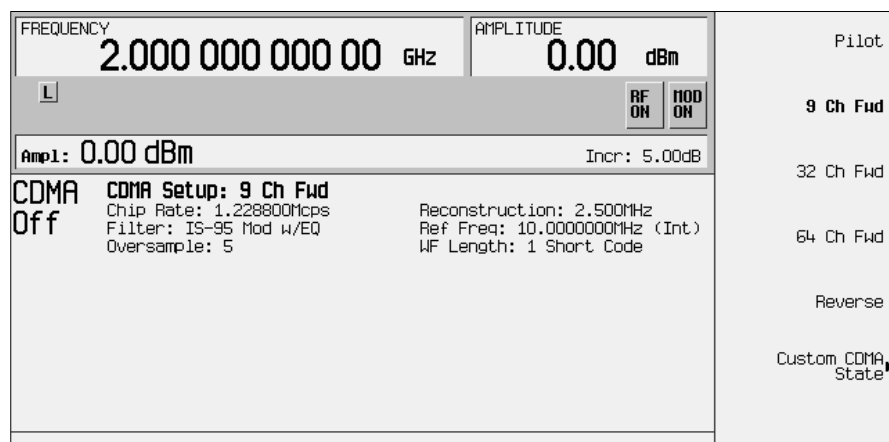 FREQUENCY
2.000 000 000 00 GHz
AMPLITUDE
0.00 dBm
L
RF ON
MOD ON
Ampl: 0.00 dBm
Incr: 5.00dB
CDMA Off
CDMA Setup: 9 Ch Fwd
Chip Rate: 1.228800Mcps
Filter: IS-95 Mod w/EQ
Oversample: 5
Reconstruction: 2.500MHz
Ref Freq: 10.0000000MHz (Int)
WF Length: 1 Short Code
Pilot
9 Ch Fwd
32 Ch Fwd
64 Ch Fwd
Reverse
Custom CDMA
State